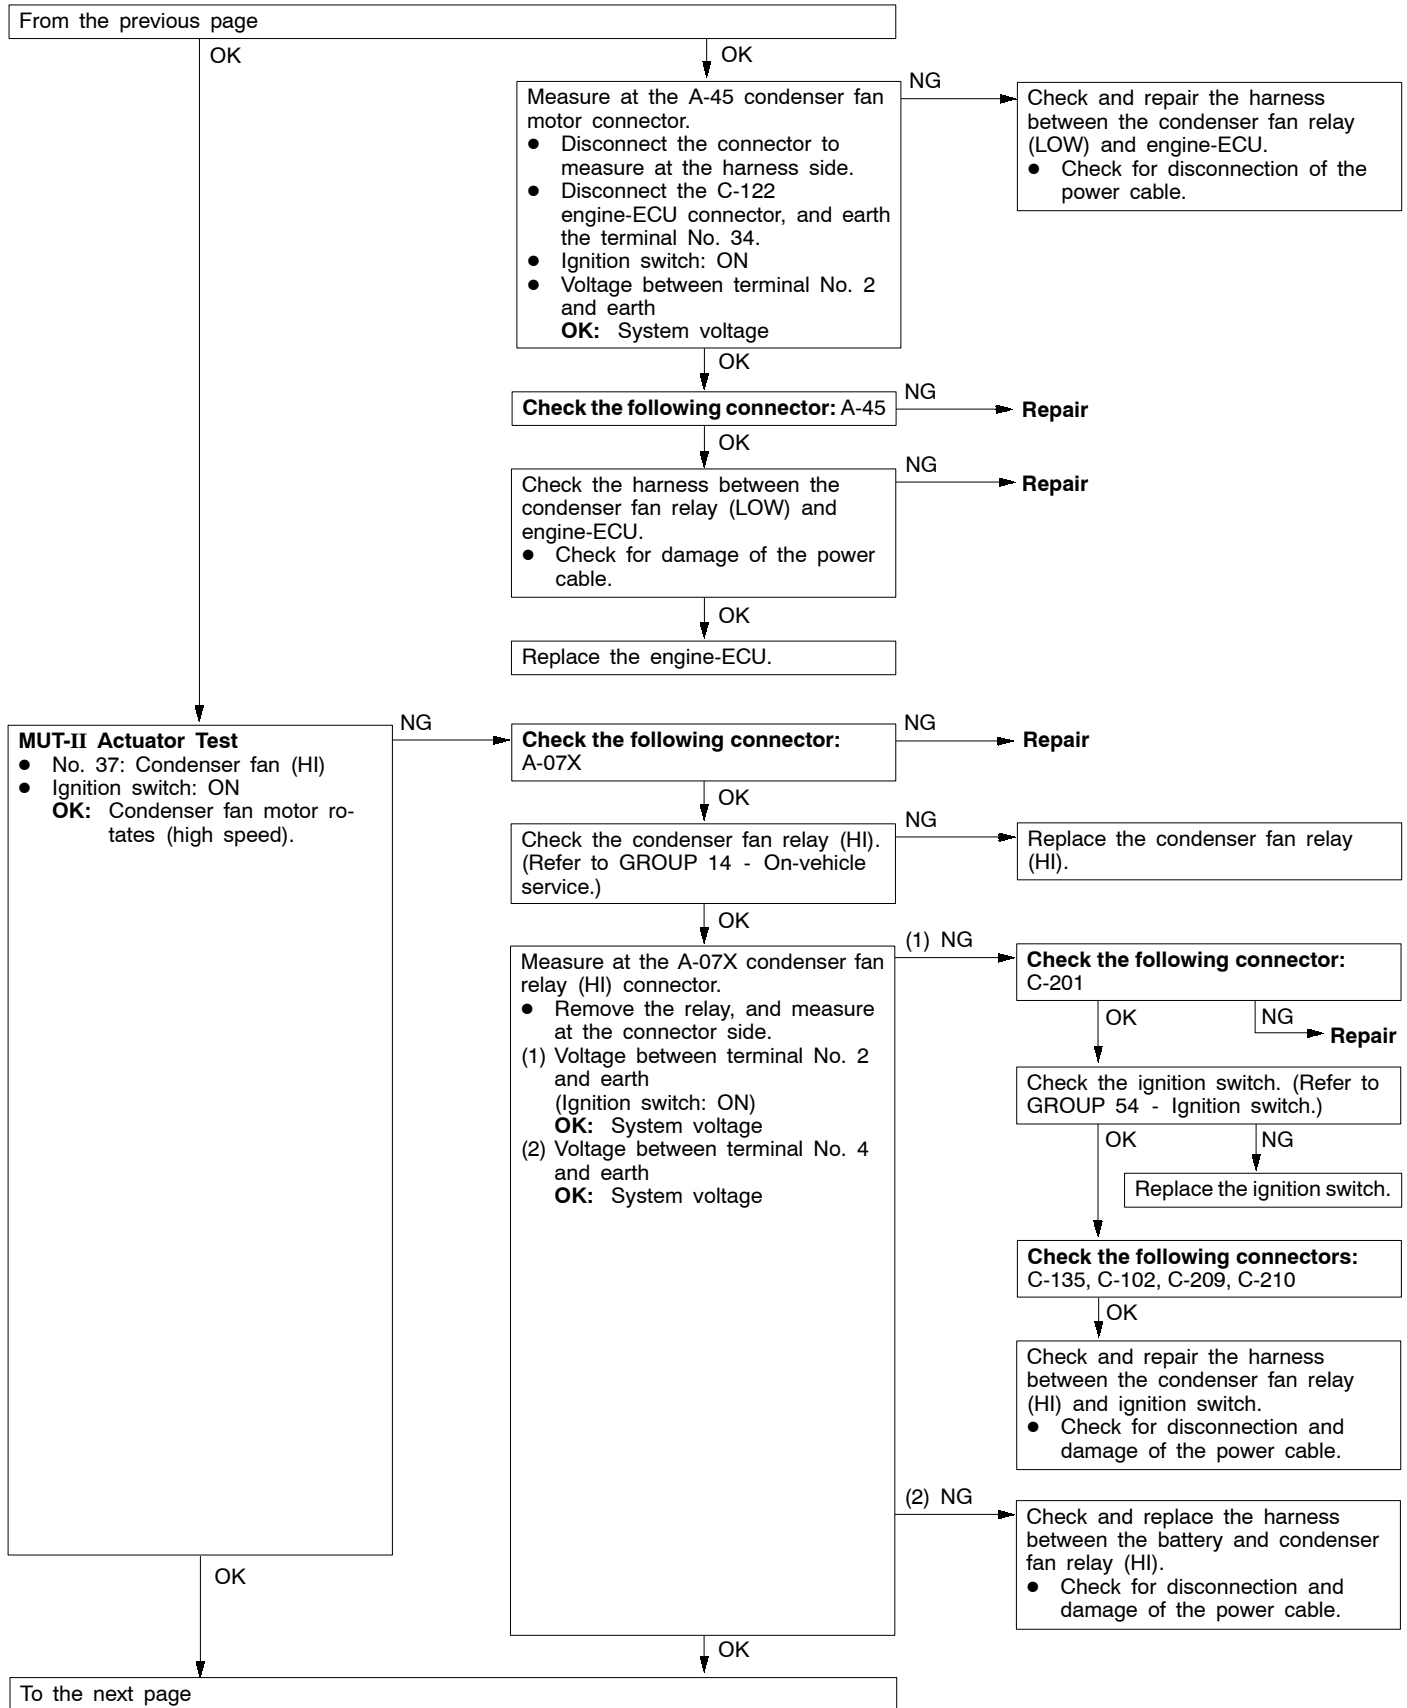 From the previous page
OK
OK
Measure at the A-45 condenser fan
motor connector.
● Disconnect the connector to
measure at the harness side.
● Disconnect the C-122
engine-ECU connector, and earth
the terminal No. 34.
● Ignition switch: ON
● Voltage between terminal No. 2
and earth
OK: System voltage
NG
Check and repair the harness
between the condenser fan relay
(LOW) and engine-ECU.
● Check for disconnection of the
power cable.
OK
Check the following connector: A-45
NG
Repair
OK
Check the harness between the
condenser fan relay (LOW) and
engine-ECU.
● Check for damage of the power
cable.
NG
Repair
OK
Replace the engine-ECU.
MUT-II Actuator Test
● No. 37: Condenser fan (HI)
● Ignition switch: ON
OK: Condenser fan motor ro-
tates (high speed).
NG
Check the following connector:
A-07X
NG
Repair
OK
Check the condenser fan relay (HI).
(Refer to GROUP 14 - On-vehicle
service.)
NG
Replace the condenser fan relay
(HI).
OK
Measure at the A-07X condenser fan
relay (HI) connector.
● Remove the relay, and measure
at the connector side.
(1) Voltage between terminal No. 2
and earth
(Ignition switch: ON)
OK: System voltage
(2) Voltage between terminal No. 4
and earth
OK: System voltage
(1) NG
Check the following connector:
C-201
OK
NG
Repair
Check the ignition switch. (Refer to
GROUP 54 - Ignition switch.)
OK
NG
Replace the ignition switch.
Check the following connectors:
C-135, C-102, C-209, C-210
OK
Check and repair the harness
between the condenser fan relay
(HI) and ignition switch.
● Check for disconnection and
damage of the power cable.
(2) NG
Check and replace the harness
between the battery and condenser
fan relay (HI).
● Check for disconnection and
damage of the power cable.
OK
OK
To the next page